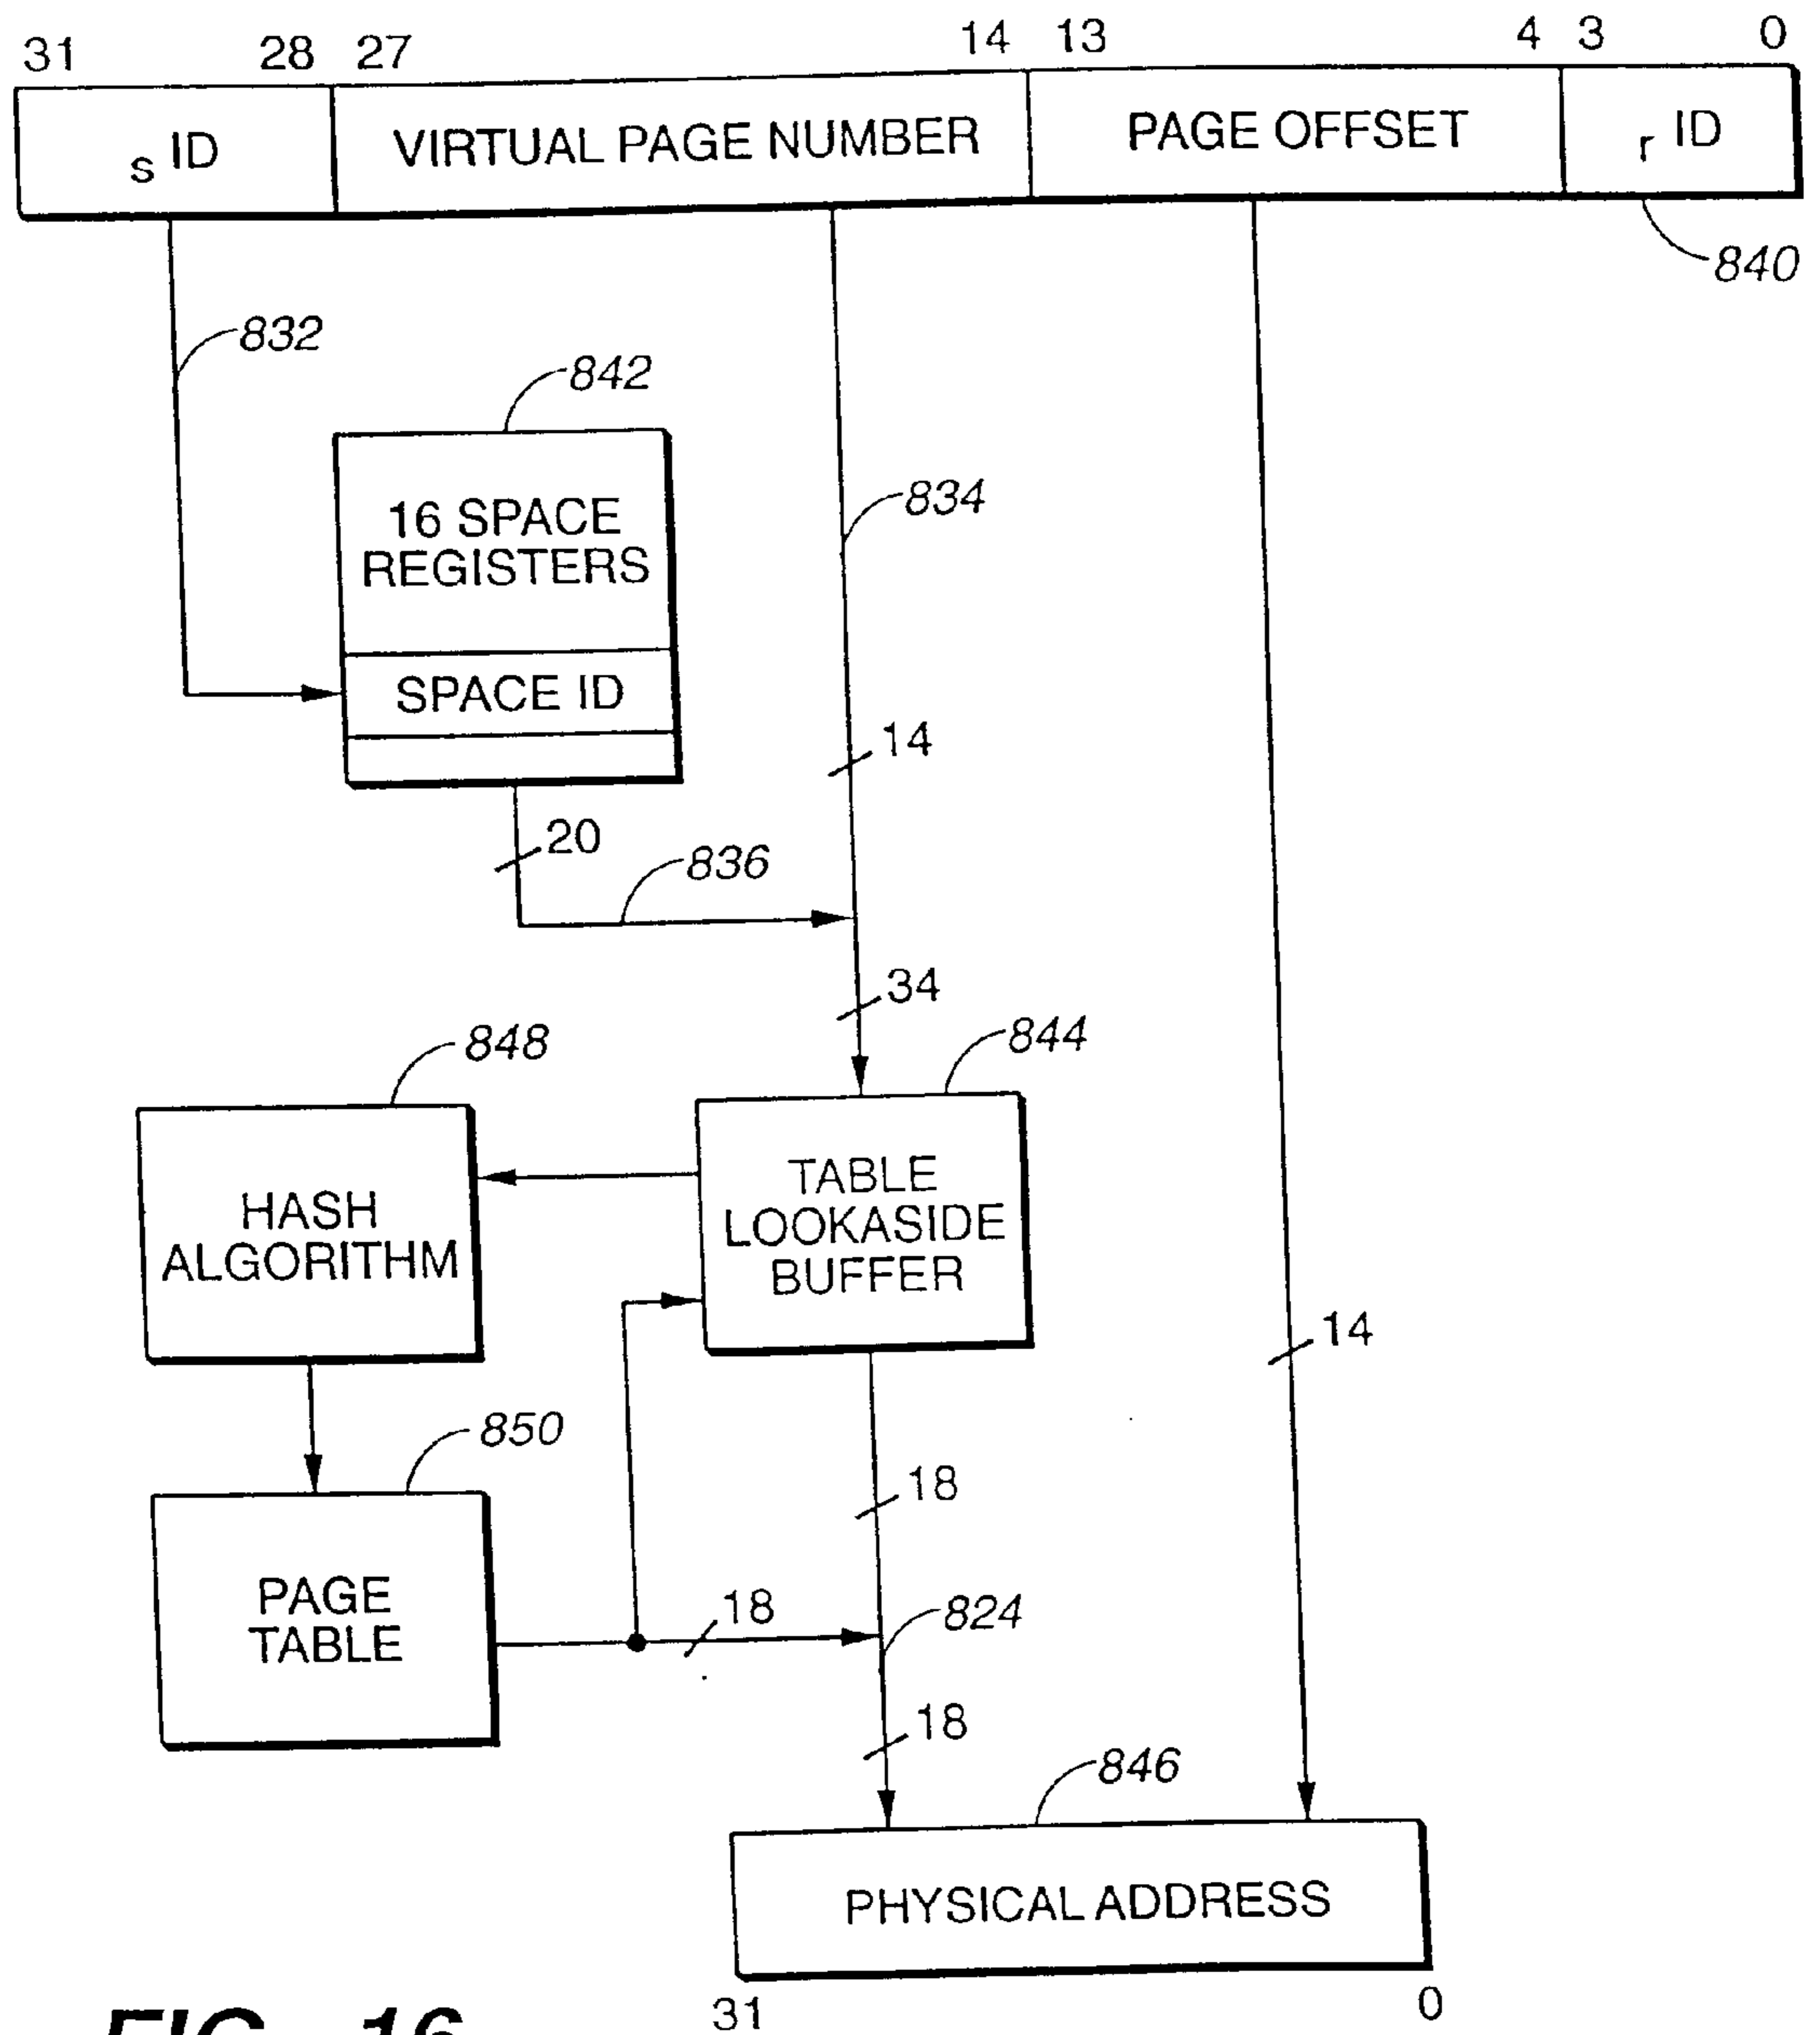 31 28 27 14 13 4 3 0
s ID VIRTUAL PAGE NUMBER PAGE OFFSET r ID
840
832
842
16 SPACE
REGISTERS
834
SPACE ID
14
20
836
34
844
848
TABLE
LOOKASIDE
BUFFER
HASH
ALGORITHM
14
850
18
PAGE
TABLE
18
824
18
846
PHYSICAL ADDRESS
31 0
FIG. 16